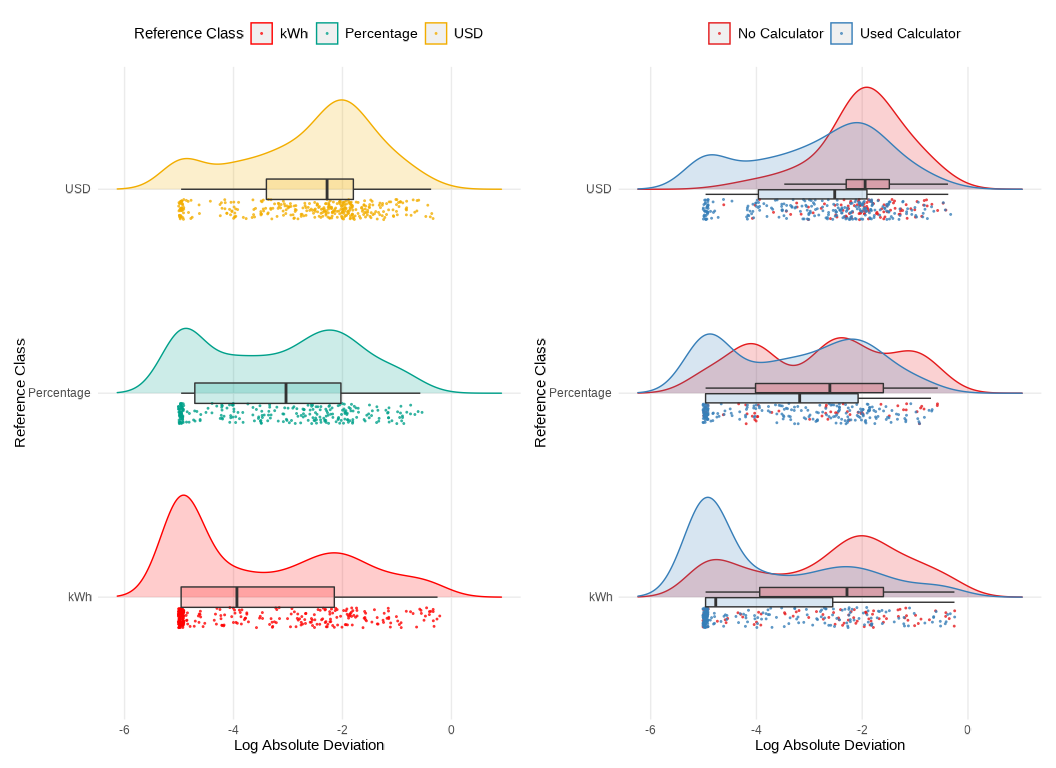 Reference Class kWh Percentage USD
No Calculator Used Calculator
Reference Class
USD
Percentage
kWh
-6 -4 -2 0
Log Absolute Deviation
Reference Class
USD
Percentage
kWh
-6 -4 -2 0
Log Absolute Deviation